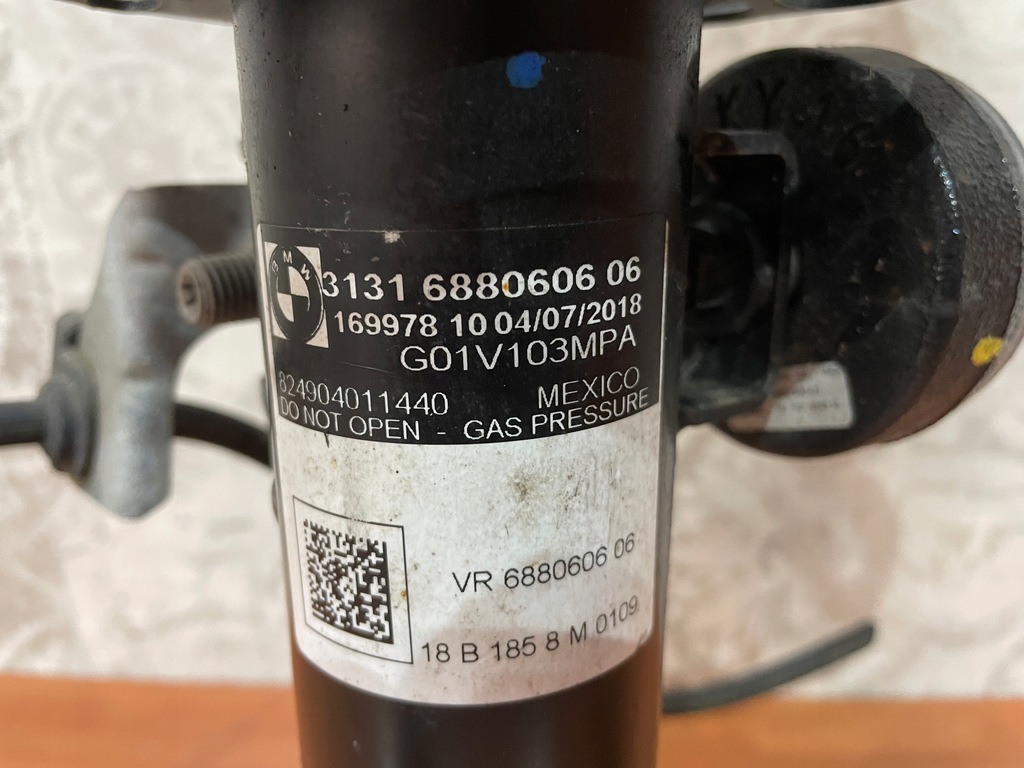 BMW
3131 6880606 06
169978 10 04/07/2018
G01V103MPA
824904011440 MEXICO
DO NOT OPEN - GAS PRESSURE
VR 6880606 06
18 B 185 8 M 0109